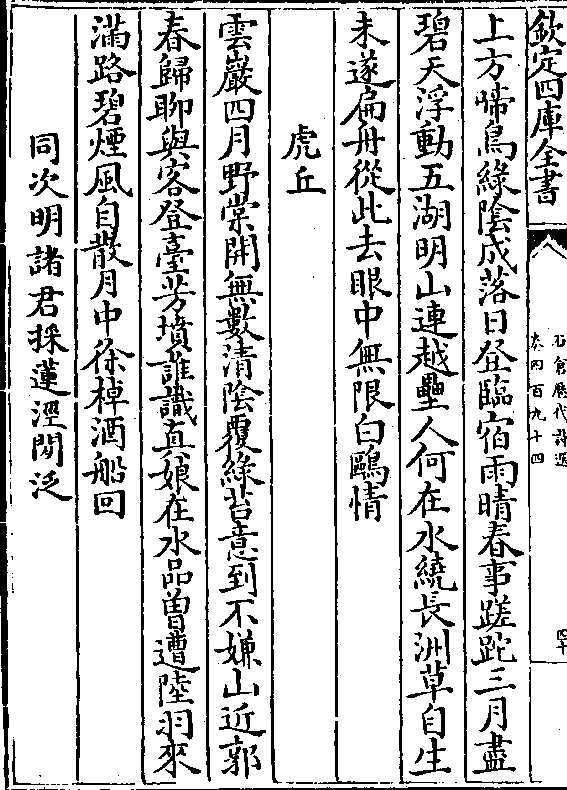 欽定四庫全書
石倉歷代詩選
卷四百九十四
四十
上方啼鳥綠陰成落日登臨宿雨晴春事蹉跎三月盡
碧天浮動五湖明山連越壘人何在水繞長洲草自生
未遂扁舟從此去眼中無限白鷗情
虎丘
雲巖四月野棠開無數清陰覆綠苔意到不嫌山近郭
春歸聊與客登臺芳墳誰識真娘在水品曽遭陸羽來
滿路碧煙風自散月中徐棹酒船回
同次明諸君採蓮涇閒泛